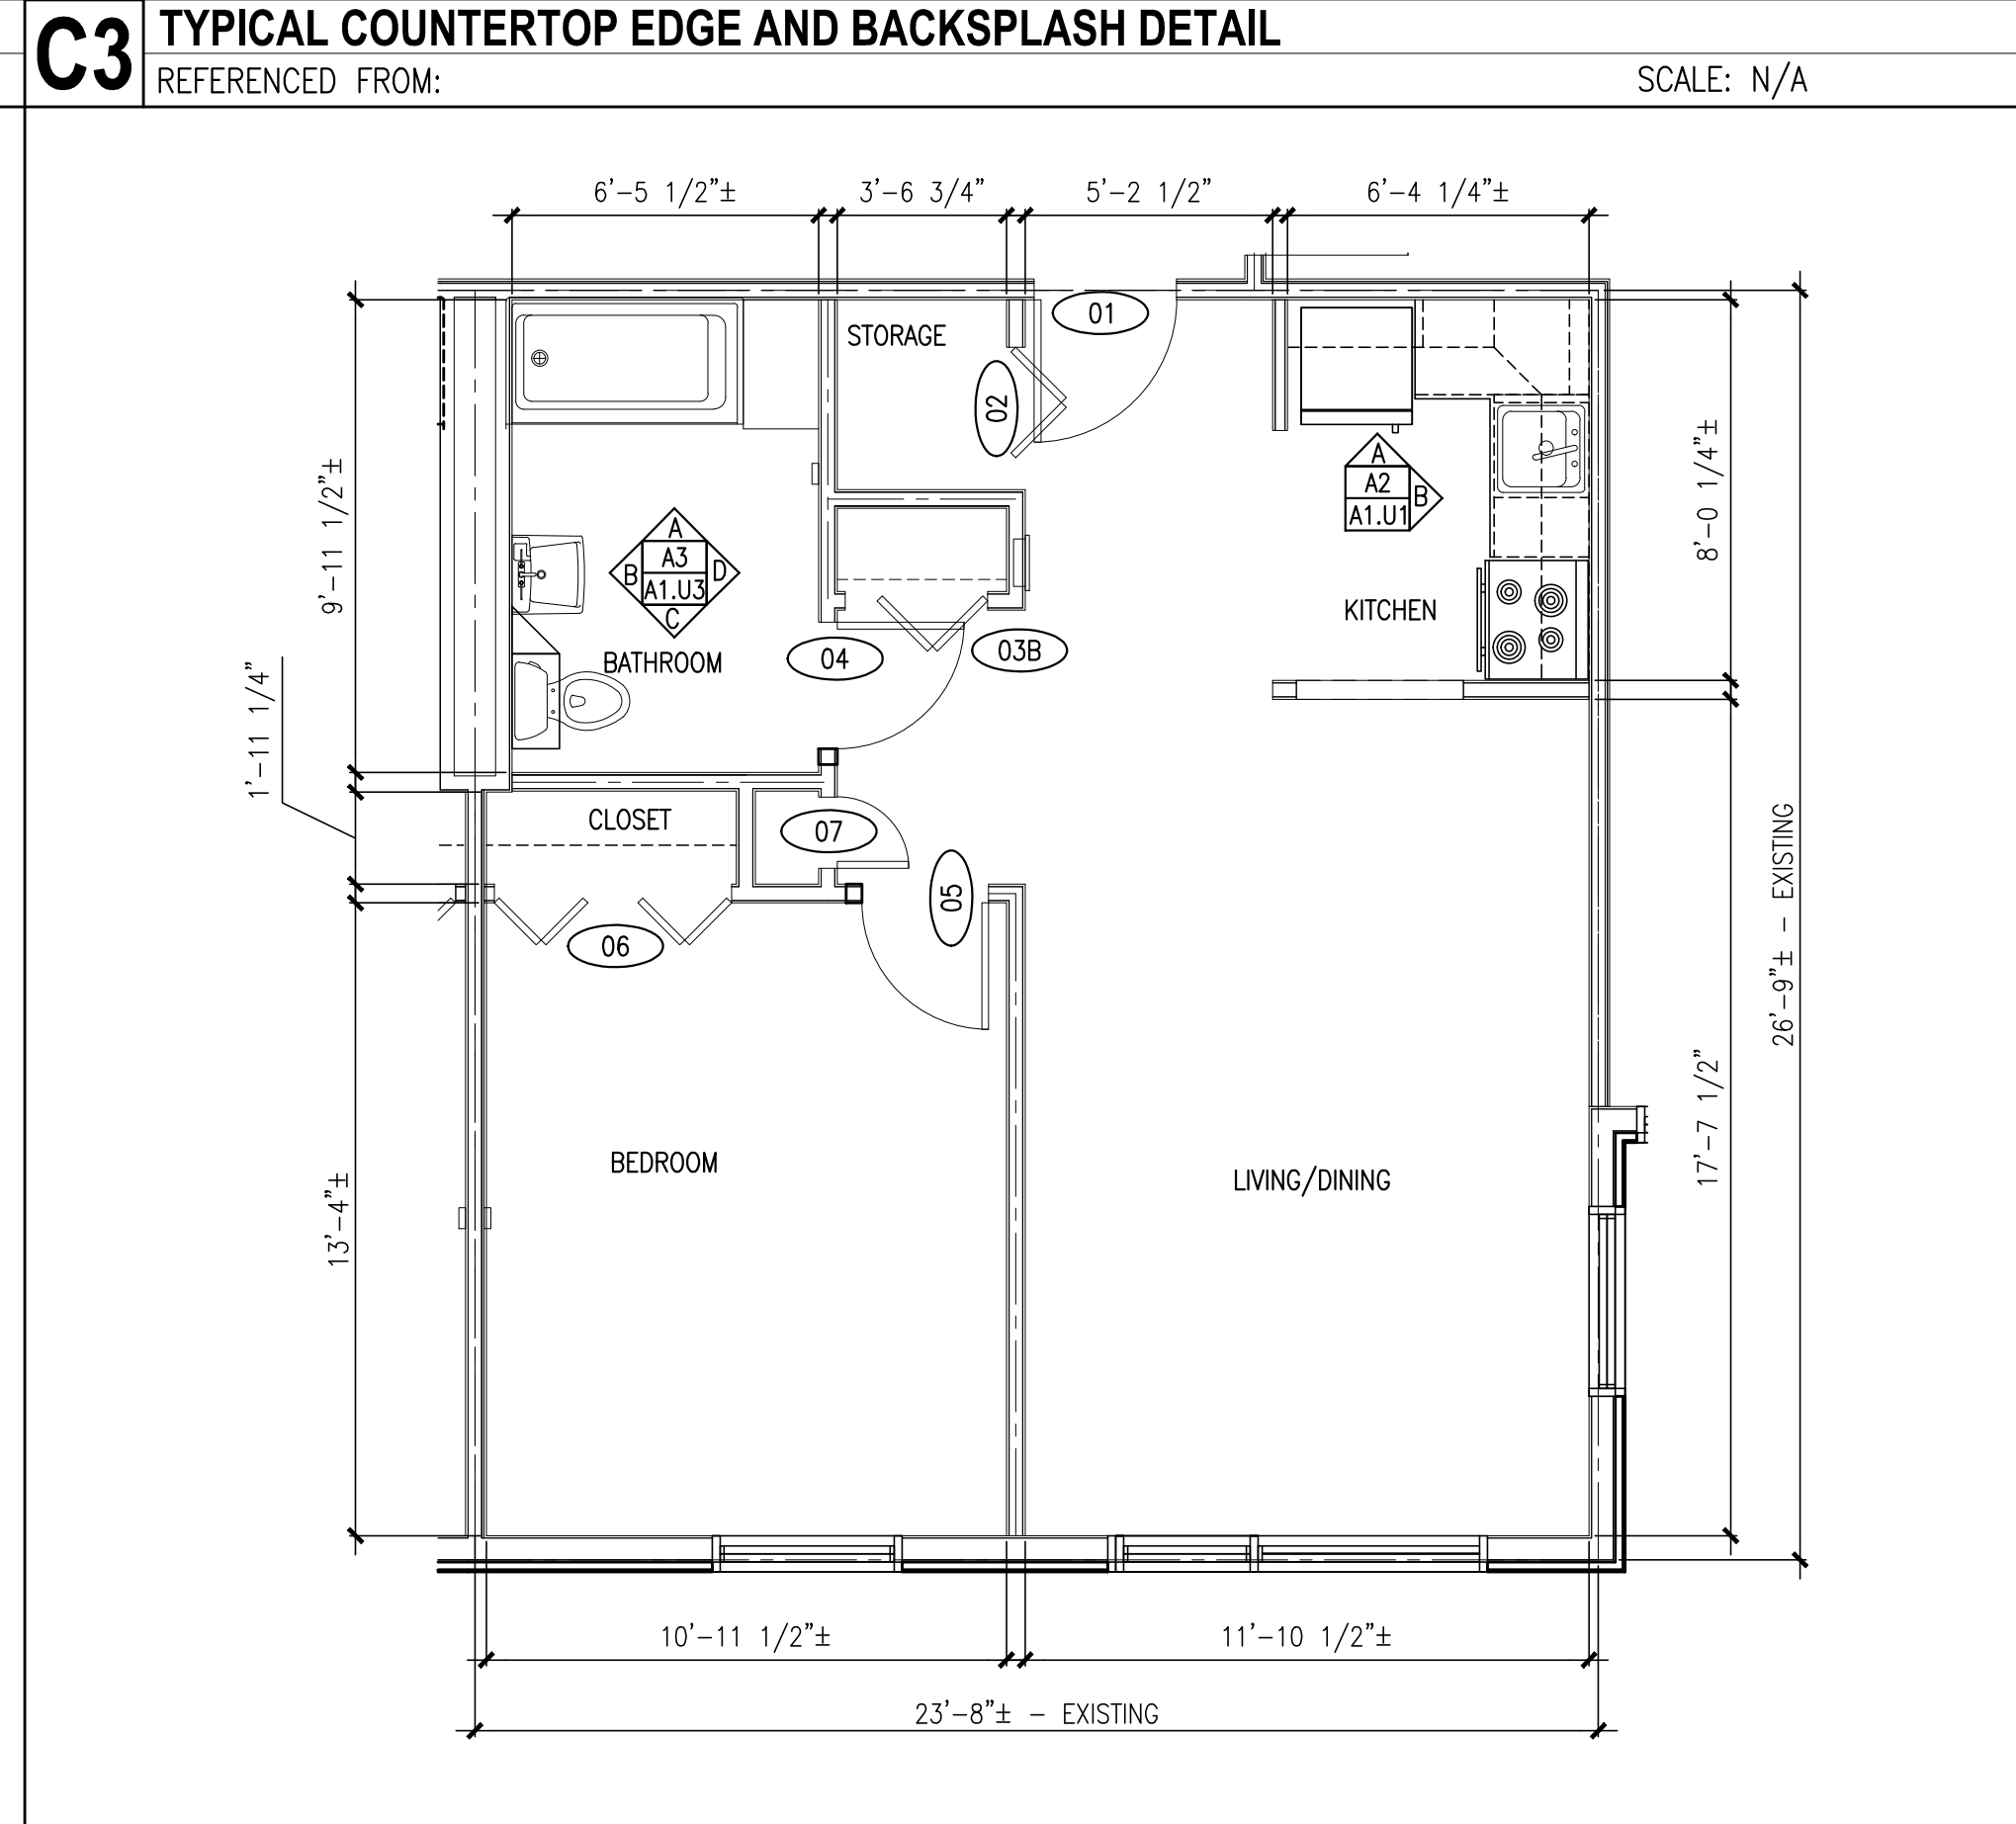 C3
TYPICAL COUNTERTOP EDGE AND BACKSPLASH DETAIL
REFERENCED FROM:
SCALE: N/A
6'-5 1/2"±
3'-6 3/4"
5'-2 1/2"
6'-4 1/4"±
01
STORAGE
02
A
A2
B
A1.U1
8'-0 1/4"±
9'-11 1/2"±
A
A3
B
D
A1.U3
C
KITCHEN
BATHROOM
04
03B
1'-11 1/4"
CLOSET
07
05
06
26'-9"± - EXISTING
17'-7 1/2"
13'-4"±
BEDROOM
LIVING/DINING
10'-11 1/2"±
11'-10 1/2"±
23'-8"± - EXISTING